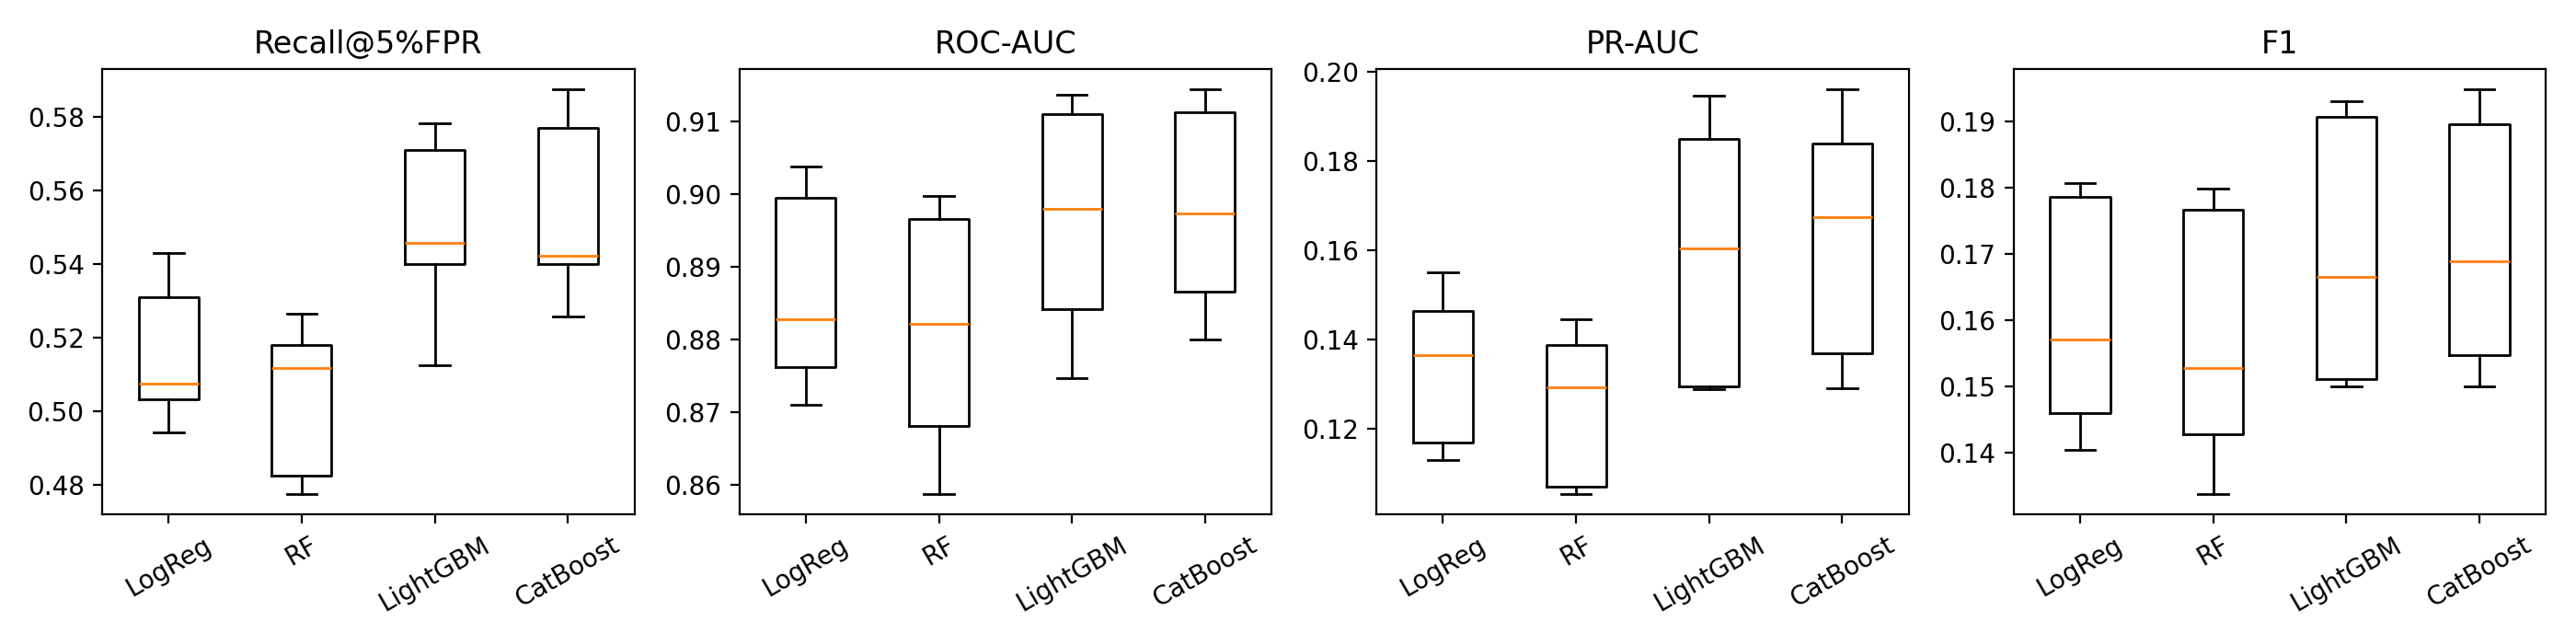 Recall@5%FPR
0.58
0.56
0.54
0.52
0.50
0.48
LogReg
RF
LightGBM
CatBoost
ROC-AUC
0.91
0.90
0.89
0.88
0.87
0.86
LogReg
RF
LightGBM
CatBoost
PR-AUC
0.20
0.18
0.16
0.14
0.12
LogReg
RF
LightGBM
CatBoost
F1
0.19
0.18
0.17
0.16
0.15
0.14
LogReg
RF
LightGBM
CatBoost